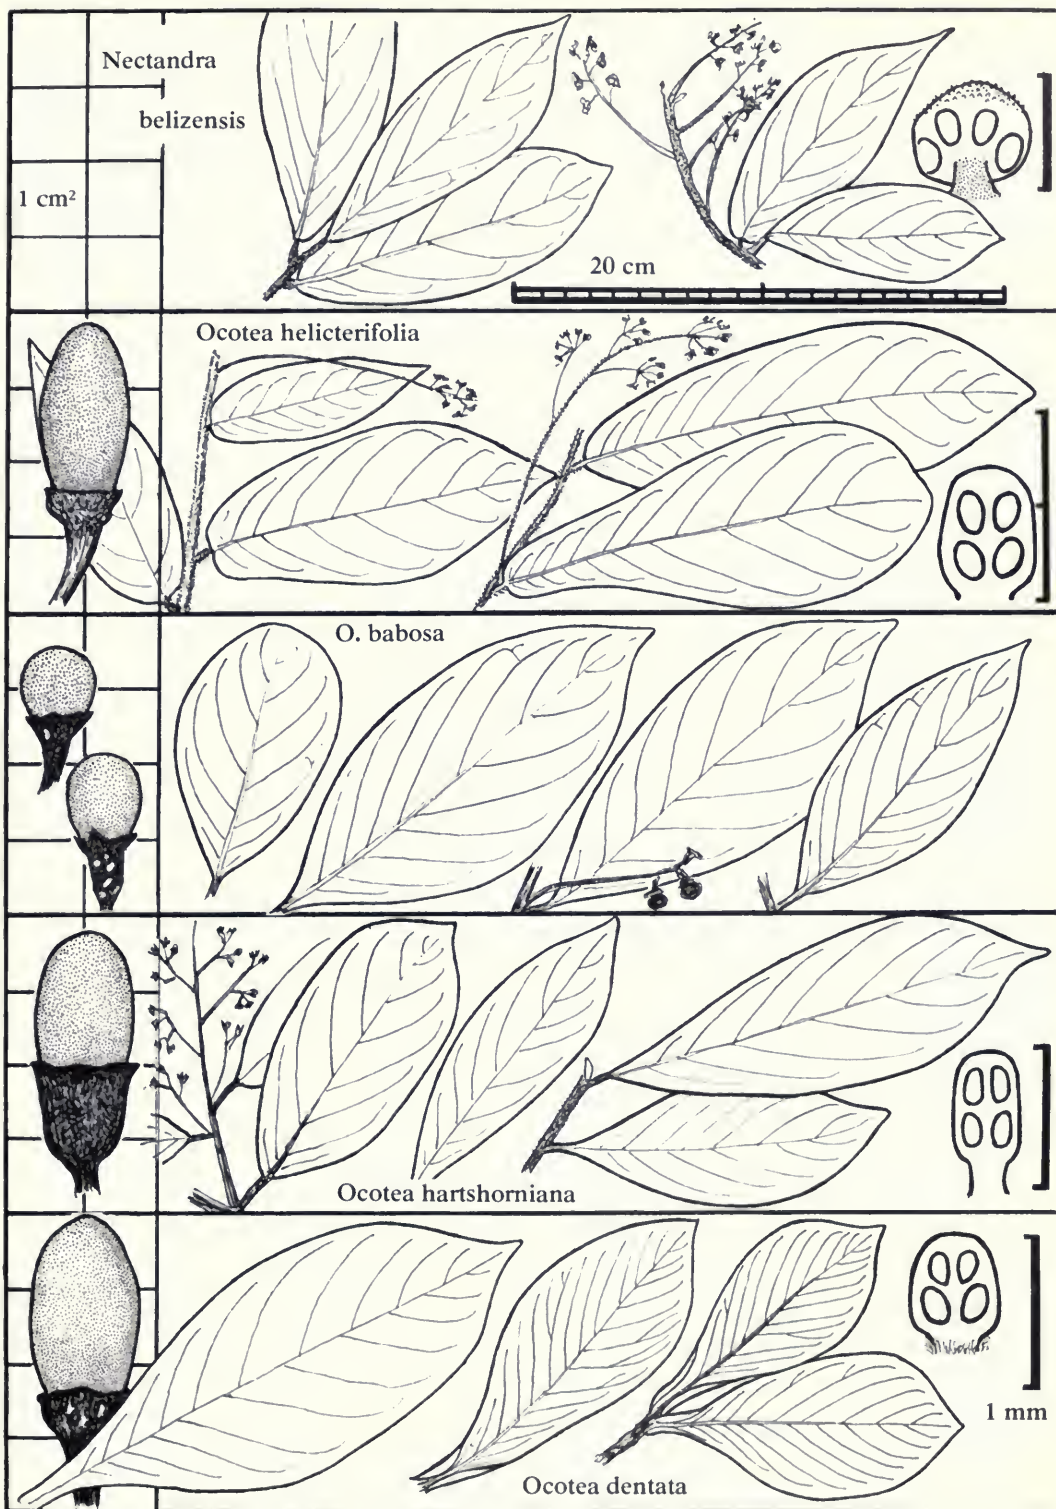 Nectandra
belizensis
1 cm²
20 cm
Ocotea helicterifolia
O. babosa
Ocotea hartshorniana
Ocotea dentata
1 mm